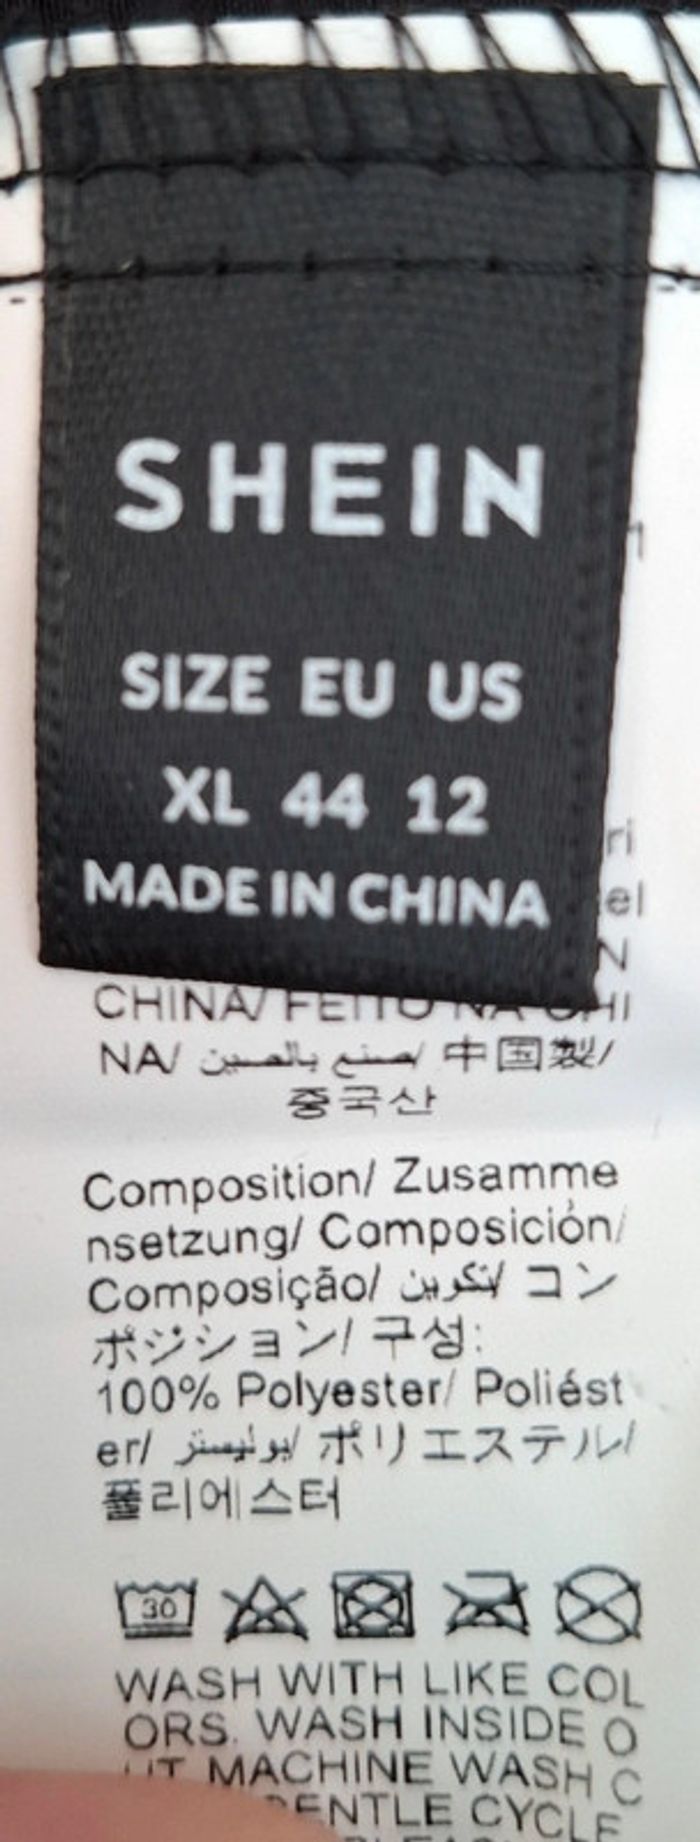 SHEIN
SIZE EU US
XL 44 12
MADE IN CHINA
ri
el
N
CHINA/ FEITO NA CHI
NA/ صنع بالصين/ 中国製/
중국산
Composition/ Zusamme
nsetzung/ Composición/
Composição/ تكوين/ コン
ポジション/ 구성:
100% Polyester/ Poliést
er/ بوليستر/ ポリエステル/
폴리에스터
30
WASH WITH LIKE COL
ORS. WASH INSIDE O
UT MACHINE WASH C
GENTLE CYCLE